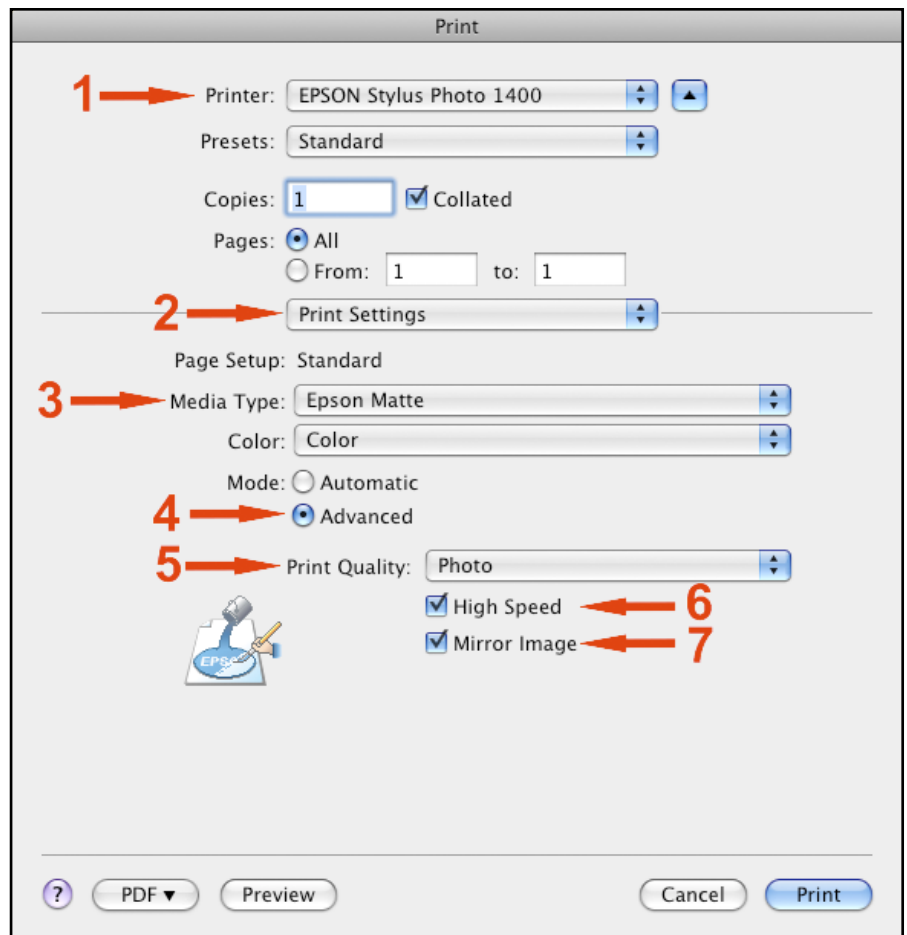 Print
1 Printer: EPSON Stylus Photo 1400
Presets: Standard
Copies: 1 Collated
Pages: All
From: 1 to: 1
2 Print Settings
Page Setup: Standard
3 Media Type: Epson Matte
Color: Color
Mode: Automatic
4 Advanced
5 Print Quality: Photo
High Speed 6
Mirror Image 7
EPSON
? PDF ▼ Preview Cancel Print